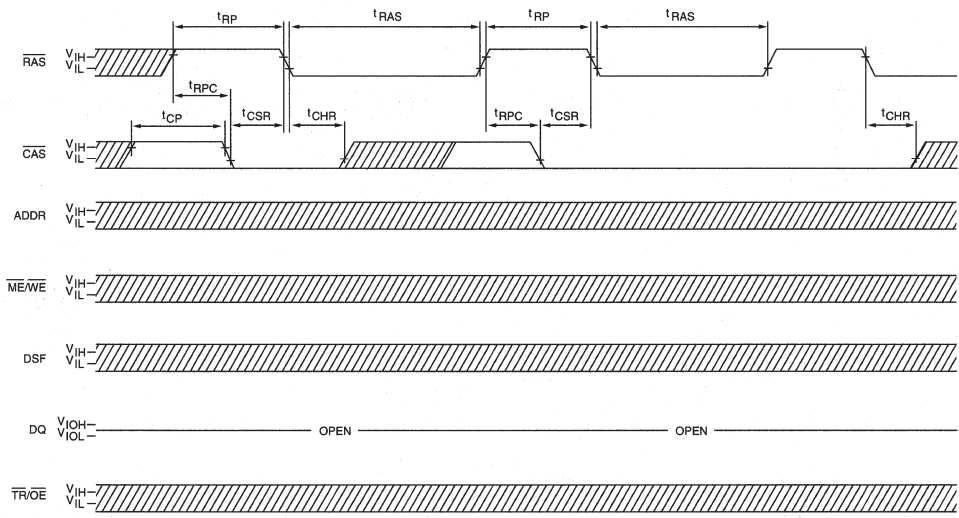 tRP tRAS tRP tRAS
RAS VIH VIL
tRPC
tCP tCSR tCHR tRPC tCSR tCHR
CAS VIH VIL
ADDR VIH VIL
ME/WE VIH VIL
DSF VIH VIL
DQ VIOH VIOL OPEN OPEN
TR/OE VIH VIL